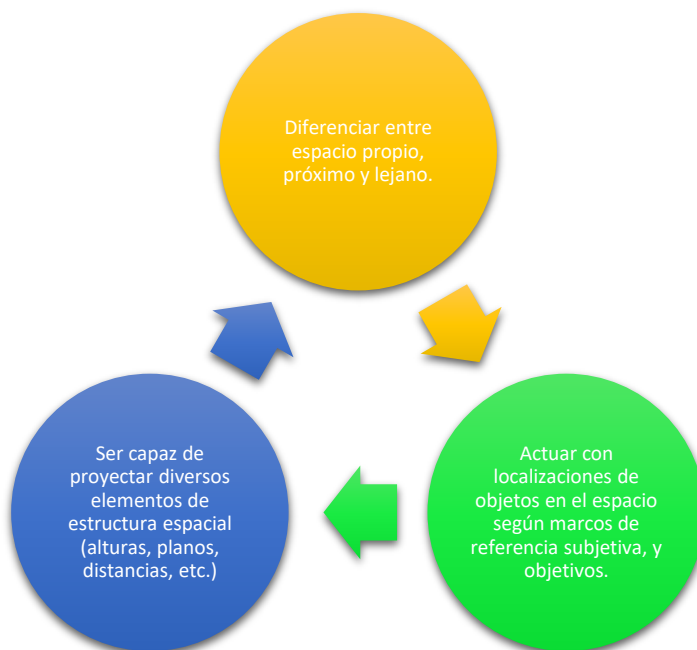 Diferenciar entre
espacio propio,
próximo y lejano.
Actuar con
localizaciones de
objetos en el espacio
según marcos de
referencia subjetiva, y
objetivos.
Ser capaz de
proyectar diversos
elementos de
estructura espacial
(alturas, planos,
distancias, etc.)